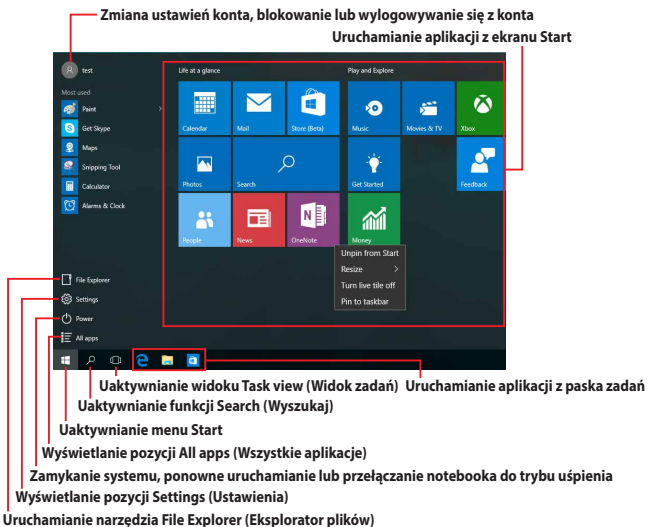 Zmiana ustawień konta, blokowanie lub wylogowywanie się z konta
Uruchamianie aplikacji z ekranu Start
test
Most used
Paint
Get Skype
Maps
Snipping Tool
Calculator
Alarms & Clock
File Explorer
Settings
Power
All apps
Life at a glance
Calendar
Mail
Store (Beta)
Photos
Search
People
News
OneNote
Play and Explore
Music
Movies & TV
Xbox
Get Started
Feedback
Money
Unpin from Start
Resize
Turn live tile off
Pin to taskbar
Uaktywnianie widoku Task view (Widok zadań)
Uruchamianie aplikacji z paska zadań
Uaktywnianie funkcji Search (Wyszukaj)
Uaktywnianie menu Start
Wyświetlanie pozycji All apps (Wszystkie aplikacje)
Zamykanie systemu, ponowne uruchamianie lub przełączanie notebooka do trybu uśpienia
Wyświetlanie pozycji Settings (Ustawienia)
Uruchamianie narzędzia File Explorer (Eksplorator plików)